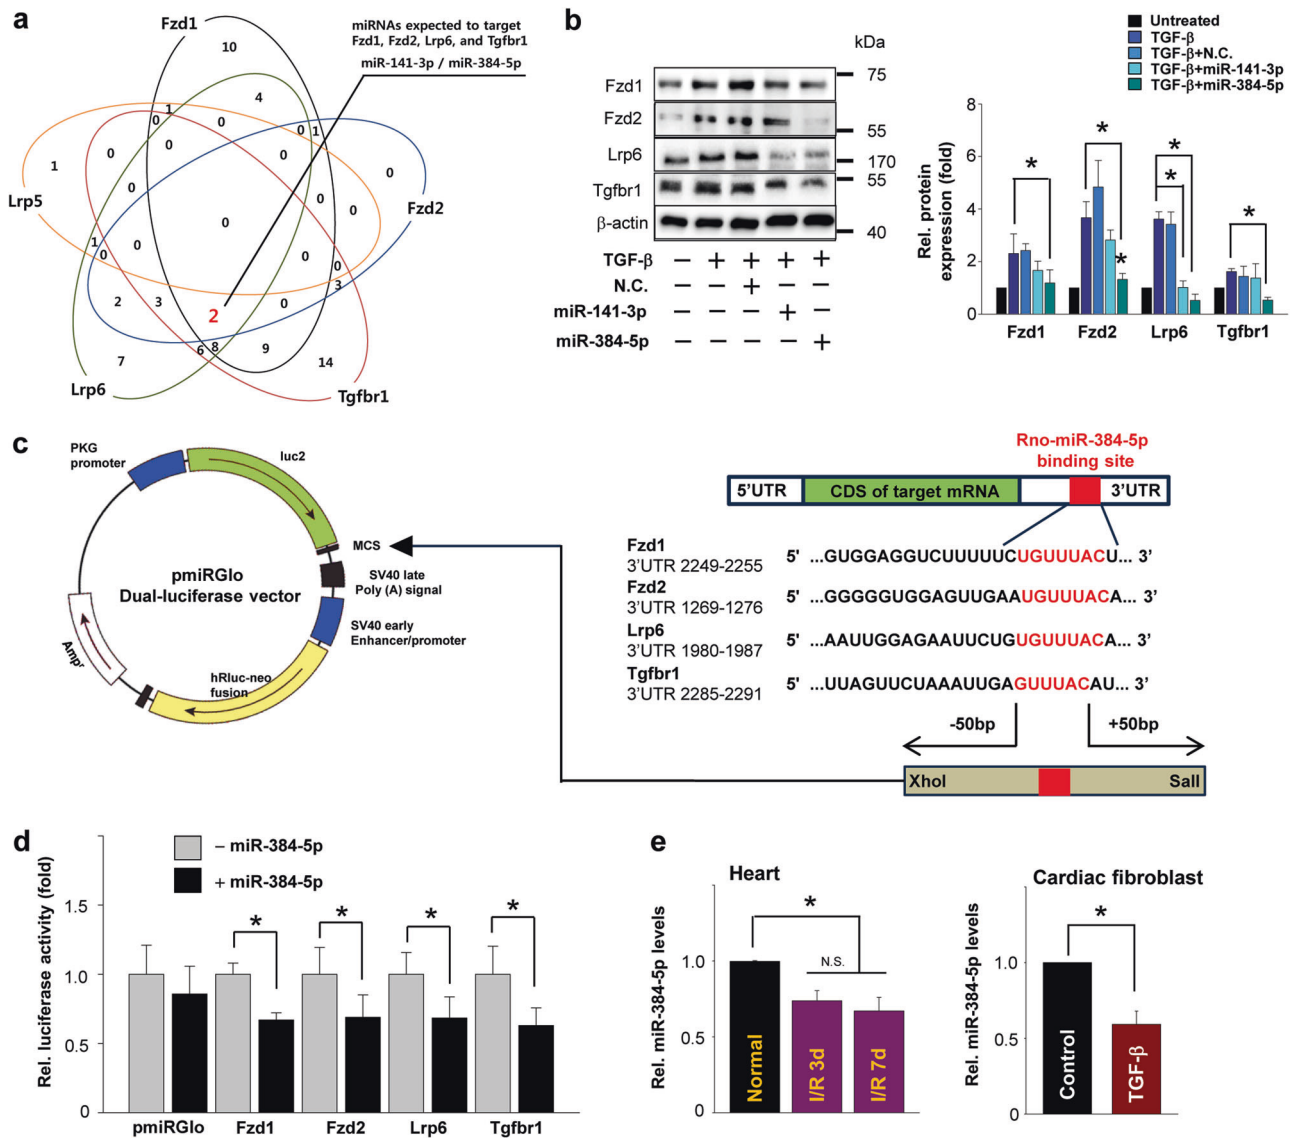 a
Fzd1
10
miRNAs expected to target
Fzd1, Fzd2, Lrp6, and Tgfbr1
miR-141-3p / miR-384-5p
4
0
1
0
0
1
1
0
0
0
0
Lrp5
0
0
0
0
Fzd2
0
1
0
0
0
0
3
2
3
0
2
7
6
8
9
14
Lrp6
Tgfbr1
b
kDa
Fzd1
75
Fzd2
55
Lrp6
170
Tgfbr1
55
β-actin
40
TGF-β − + + + +
N.C. − − + − −
miR-141-3p − − − + −
miR-384-5p − − − − +
Untreated
TGF-β
TGF-β+N.C.
TGF-β+miR-141-3p
TGF-β+miR-384-5p
Rel. protein
expression (fold)
8
6
4
2
0
* * * * * *
Fzd1 Fzd2 Lrp6 Tgfbr1
c
PKG
promoter
luc2
MCS
SV40 late
Poly (A) signal
SV40 early
Enhancer/promoter
pmiRGlo
Dual-luciferase vector
hRluc-neo
fusion
Ampr
Rno-miR-384-5p
binding site
5'UTR CDS of target mRNA 3'UTR
Fzd1
3'UTR 2249-2255
5' ...GUGGAGGUCUUUUUCUGUUUACU... 3'
Fzd2
3'UTR 1269-1276
5' ...GGGGGUGGAGUUGAAUGUUUACA... 3'
Lrp6
3'UTR 1980-1987
5' ...AAUUGGAGAAUUCUGUGUUUACA... 3'
Tgfbr1
3'UTR 2285-2291
5' ...UUAGUUCUAAAUUGAGUUUACAU... 3'
-50bp +50bp
XhoI SalI
d
− miR-384-5p
+ miR-384-5p
Rel. luciferase activity (fold)
1.5
1.0
0.5
0
* * * *
pmiRGlo Fzd1 Fzd2 Lrp6 Tgfbr1
e
Heart
Rel. miR-384-5p levels
1.0
0.5
0
*
N.S.
Normal
I/R 3d
I/R 7d
Cardiac fibroblast
Rel. miR-384-5p levels
1.0
0.5
0
*
Control
TGF-β